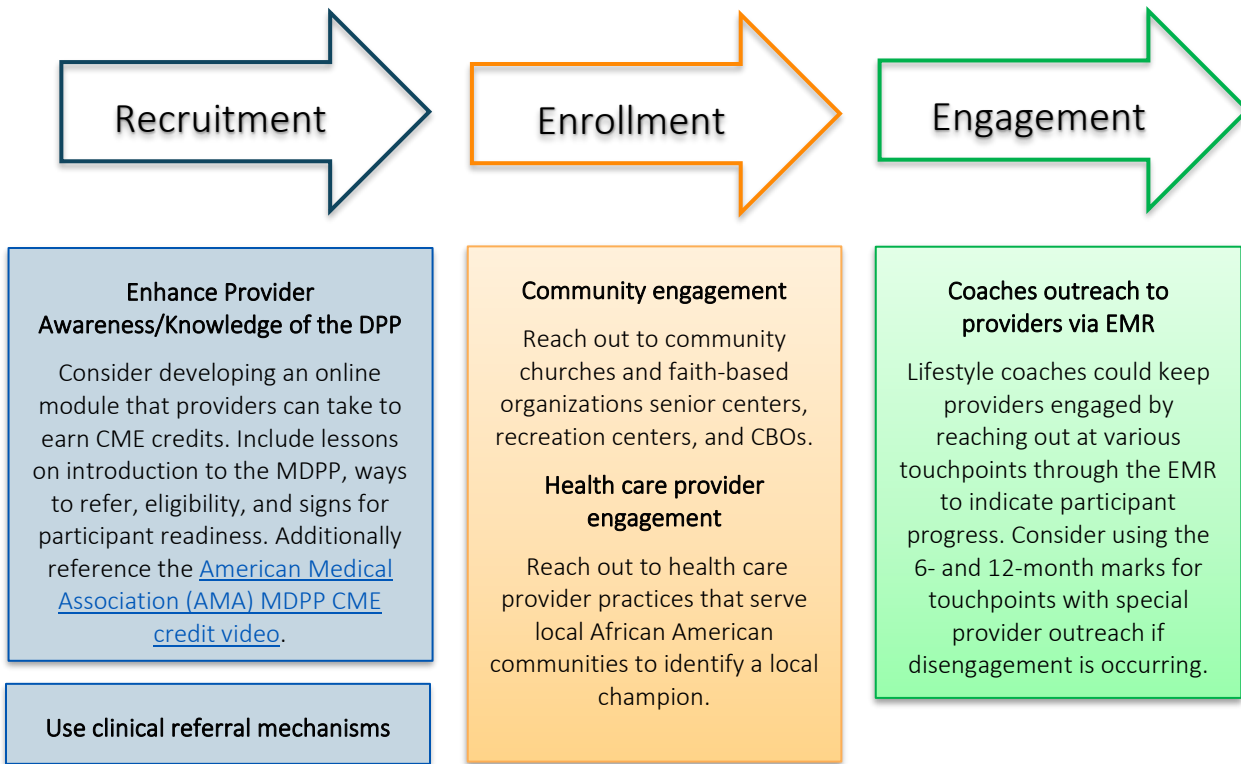 Recruitment
Enrollment
Engagement
Enhance Provider
Awareness/Knowledge of the DPP
Consider developing an online
module that providers can take to
earn CME credits. Include lessons
on introduction to the MDPP, ways
to refer, eligibility, and signs for
participant readiness. Additionally
reference the American Medical
Association (AMA) MDPP CME
credit video.
Use clinical referral mechanisms
Community engagement
Reach out to community
churches and faith-based
organizations senior centers,
recreation centers, and CBOs.
Health care provider
engagement
Reach out to health care
provider practices that serve
local African American
communities to identify a local
champion.
Coaches outreach to
providers via EMR
Lifestyle coaches could keep
providers engaged by
reaching out at various
touchpoints through the EMR
to indicate participant
progress. Consider using the
6- and 12-month marks for
touchpoints with special
provider outreach if
disengagement is occurring.